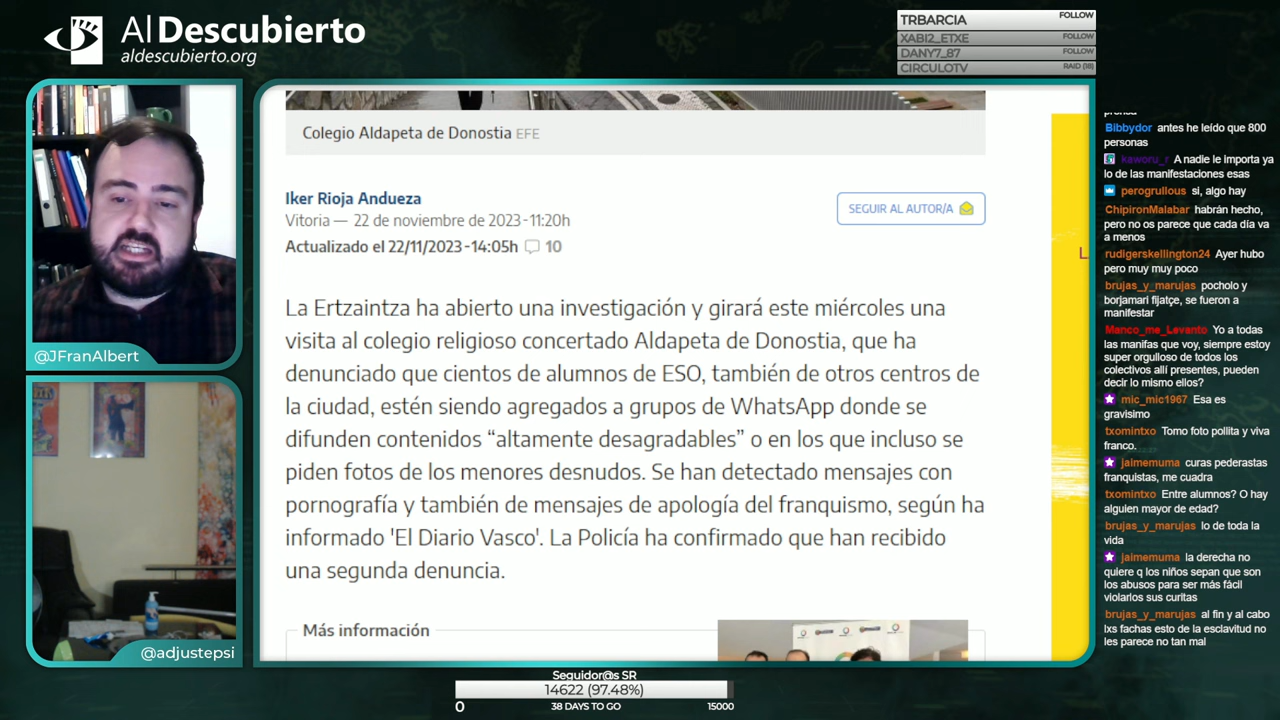 Al Descubierto
aldescubierto.org
TRBARCIA FOLLOW
XABI2_ETXE FOLLOW
DANY7_87 FOLLOW
CIRCULOTV RAID (18)
@JFranAlbert
@adjustepsi
Colegio Aldapeta de Donostia EFE
Iker Rioja Andueza
Vitoria — 22 de noviembre de 2023-11:20h
Actualizado el 22/11/2023-14:05h 10
SEGUIR AL AUTOR/A
La Ertzaintza ha abierto una investigación y girará este miércoles una
visita al colegio religioso concertado Aldapeta de Donostia, que ha
denunciado que cientos de alumnos de ESO, también de otros centros de
la ciudad, estén siendo agregados a grupos de WhatsApp donde se
difunden contenidos “altamente desagradables” o en los que incluso se
piden fotos de los menores desnudos. Se han detectado mensajes con
pornografía y también de mensajes de apología del franquismo, según ha
informado 'El Diario Vasco'. La Policía ha confirmado que han recibido
una segunda denuncia.
Más información
L
Bibbydor antes he leído que 800
personas
kaworu_r A nadie le importa ya
lo de las manifestaciones esas
perogrullous si, algo hay
ChipironMalabar habrán hecho,
pero no os parece que cada día va
a menos
rudigerskellington24 Ayer hubo
pero muy muy poco
brujas_y_marujas pocholo y
borjamari fijatçe, se fueron a
manifestar
Manco_me_Levanto Yo a todas
las manifas que voy, siempre estoy
super orgulloso de todos los
colectivos allí presentes, pueden
decir lo mismo ellos?
mic_mic1967 Esa es
gravisimo
txomintxo Tomo foto pollita y viva
franco.
jaimemuma curas pederastas
franquistas, me cuadra
txomintxo Entre alumnos? O hay
alguien mayor de edad?
brujas_y_marujas lo de toda la
vida
jaimemuma la derecha no
quiere q los niños sepan que son
los abusos para ser más fácil
violarlos sus curitas
brujas_y_marujas al fin y al cabo
lxs fachas esto de la esclavitud no
les parece no tan mal
Seguidor@s SR
14622 (97.48%)
0 38 DAYS TO GO 15000